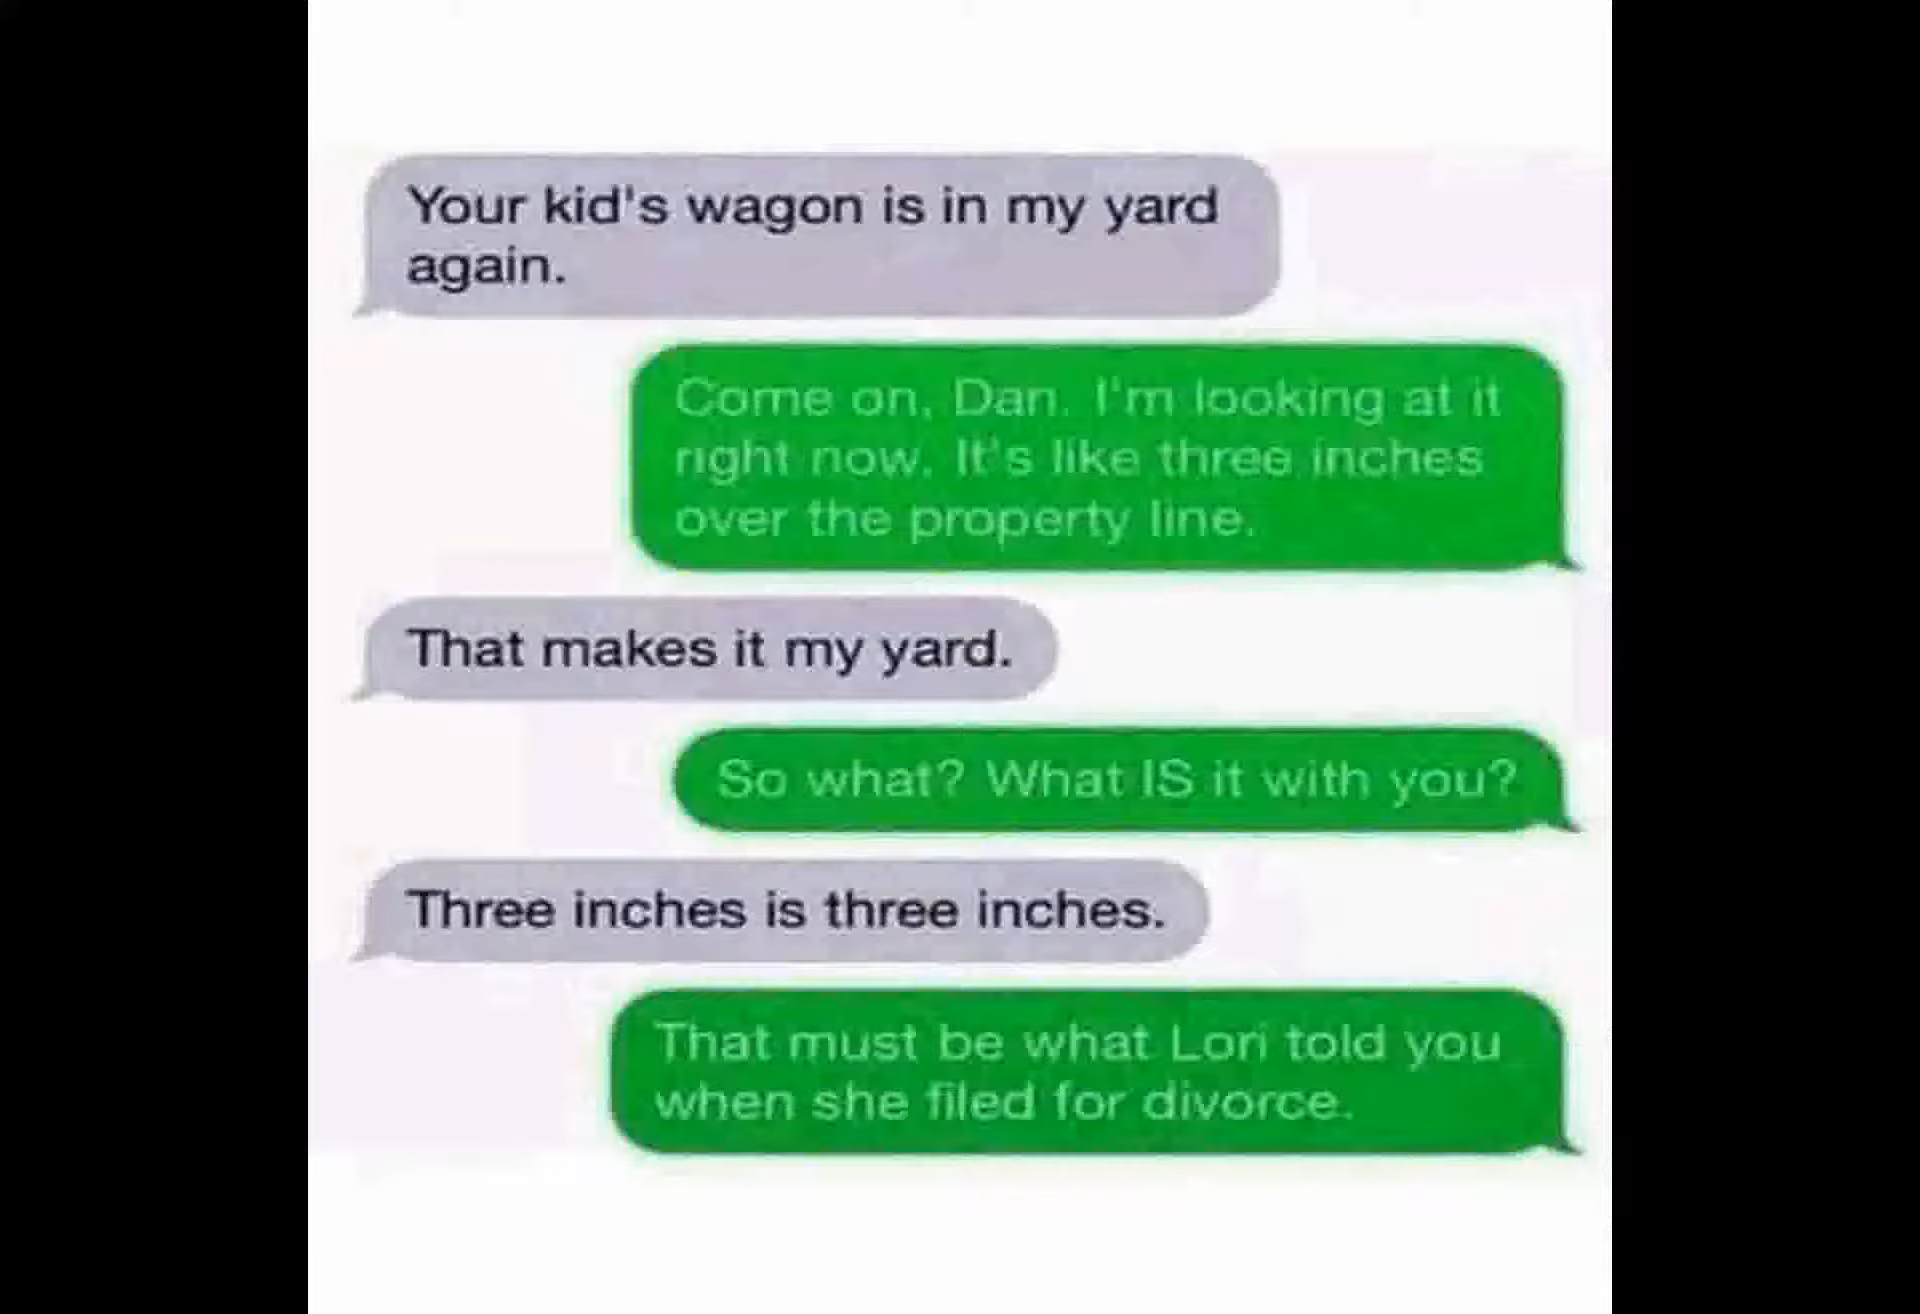 Your kid's wagon is in my yard
again.
Come on, Dan. I'm looking at it
right now. It's like three inches
over the property line.
That makes it my yard.
So what? What IS it with you?
Three inches is three inches.
That must be what Lori told you
when she filed for divorce.